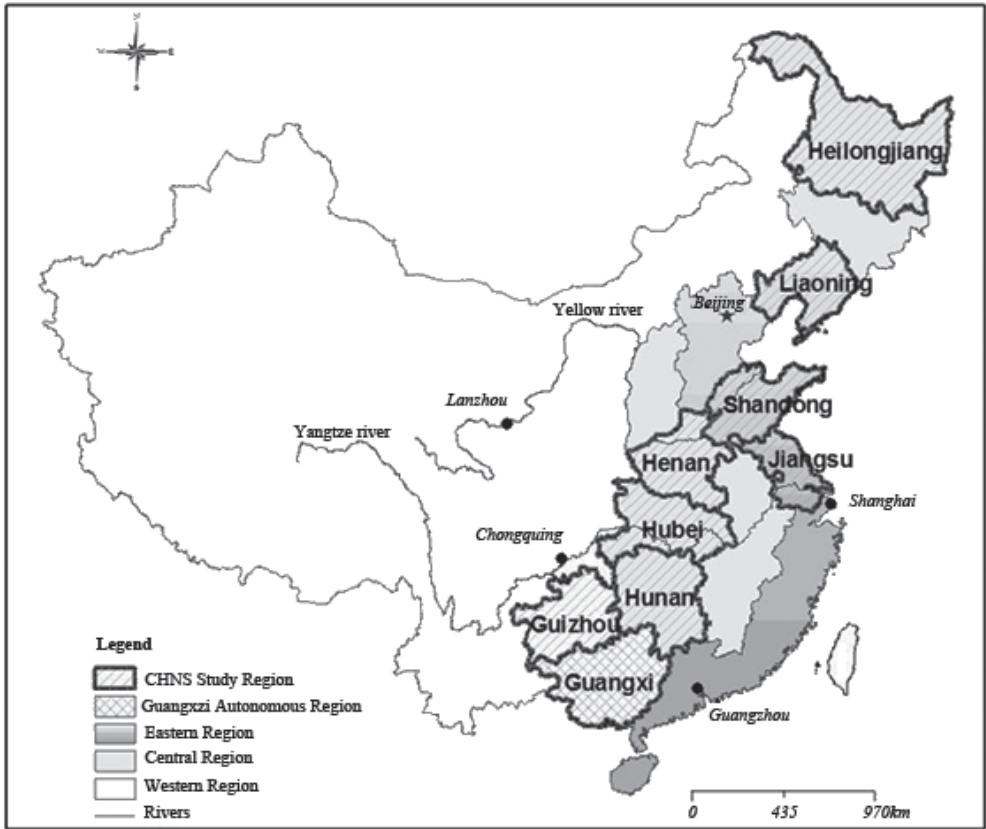 N
W
E
S
Heilongjiang
Liaoning
Beijing
Yellow river
Lanzhou
Shandong
Yangtze river
Henan
Jiangsu
Shanghai
Hubei
Chongquing
Hunan
Guizhou
Guangxi
Guangzhou
Legend
CHNS Study Region
Guangxzi Autonomous Region
Eastern Region
Central Region
Western Region
Rivers
0 435 970km